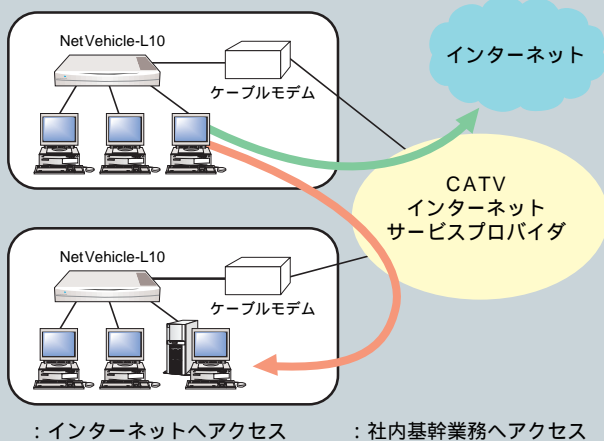 NetVehicle-L10
ケーブルモデム
インターネット
CATV
インターネット
サービスプロバイダ
NetVehicle-L10
ケーブルモデム
：インターネットへアクセス
：社内基幹業務へアクセス